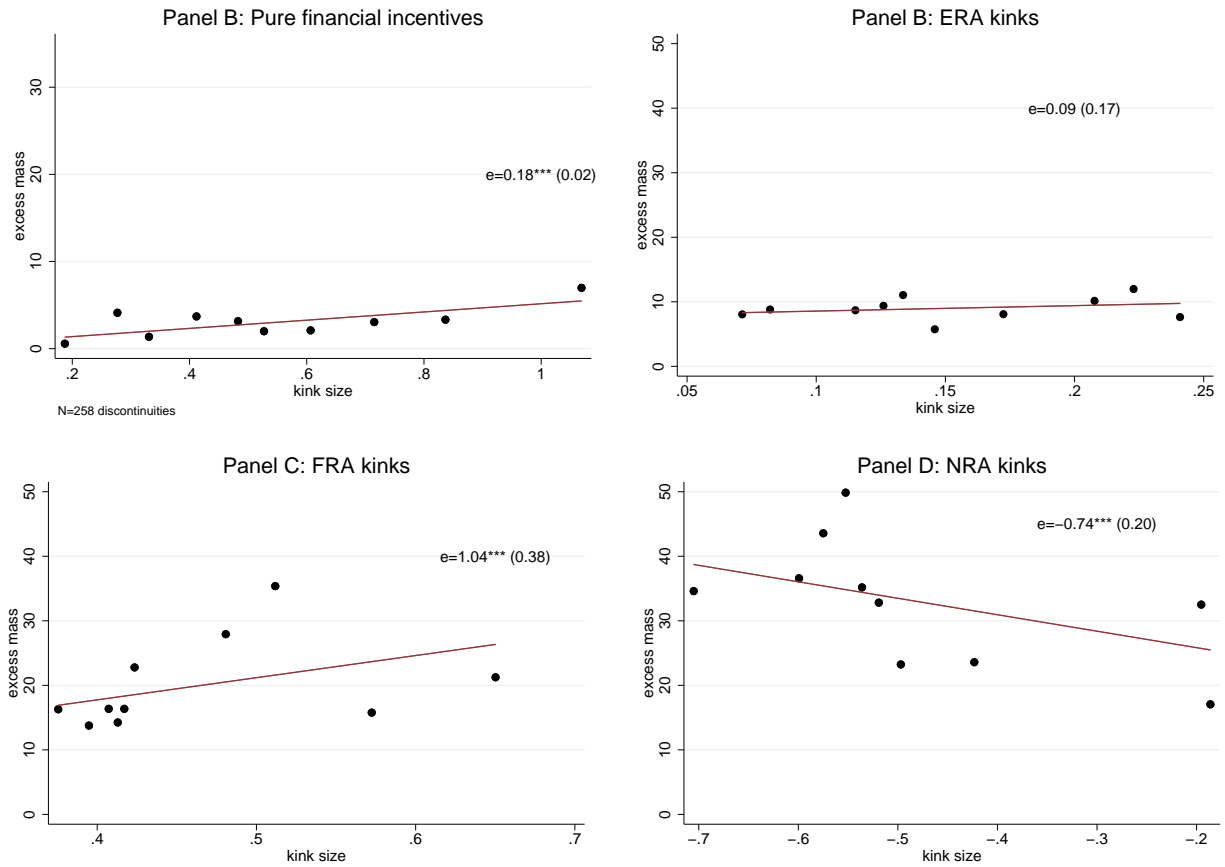 Panel B: Pure financial incentives
30
20
10
0
excess mass
e=0.18*** (0.02)
.2 .4 .6 .8 1
kink size
N=258 discontinuities
Panel B: ERA kinks
50
40
30
20
10
0
excess mass
e=0.09 (0.17)
.05 .1 .15 .2 .25
kink size
Panel C: FRA kinks
50
40
30
20
10
0
excess mass
e=1.04*** (0.38)
.4 .5 .6 .7
kink size
Panel D: NRA kinks
50
40
30
20
10
0
excess mass
e=−0.74*** (0.20)
−.7 −.6 −.5 −.4 −.3 −.2
kink size